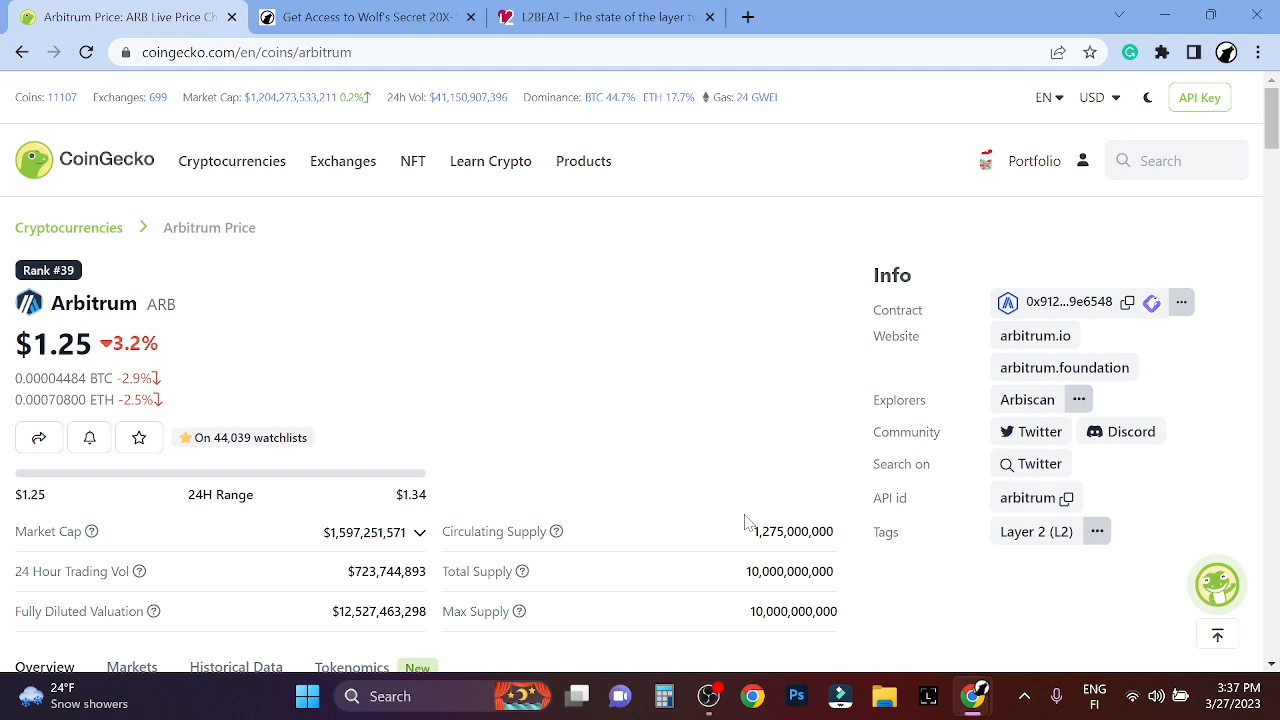 Arbitrum Price: ARB Live Price Ch
Get Access to Wolf's Secret 20X-
L2BEAT – The state of the layer tw
coingecko.com/en/coins/arbitrum
Coins: 11107 Exchanges: 699 Market Cap: $1,204,273,533,211 0.2% 24h Vol: $41,150,907,396 Dominance: BTC 44.7% ETH 17.7% Gas: 24 GWEI
EN USD API Key
CoinGecko Cryptocurrencies Exchanges NFT Learn Crypto Products Portfolio Search
Cryptocurrencies Arbitrum Price
Rank #39
Arbitrum ARB
$1.25 3.2%
0.00004484 BTC -2.9%
0.00070800 ETH -2.5%
On 44,039 watchlists
$1.25 24H Range $1.34
Market Cap $1,597,251,571
24 Hour Trading Vol $723,744,893
Fully Diluted Valuation $12,527,463,298
Circulating Supply 1,275,000,000
Total Supply 10,000,000,000
Max Supply 10,000,000,000
Info
Contract 0x912...9e6548
Website arbitrum.io
arbitrum.foundation
Explorers Arbiscan
Community Twitter Discord
Search on Twitter
API id arbitrum
Tags Layer 2 (L2)
Overview Markets Historical Data Tokenomics New
24°F
Snow showers
Search
Ps
ENG
FI
3:37 PM
3/27/2023